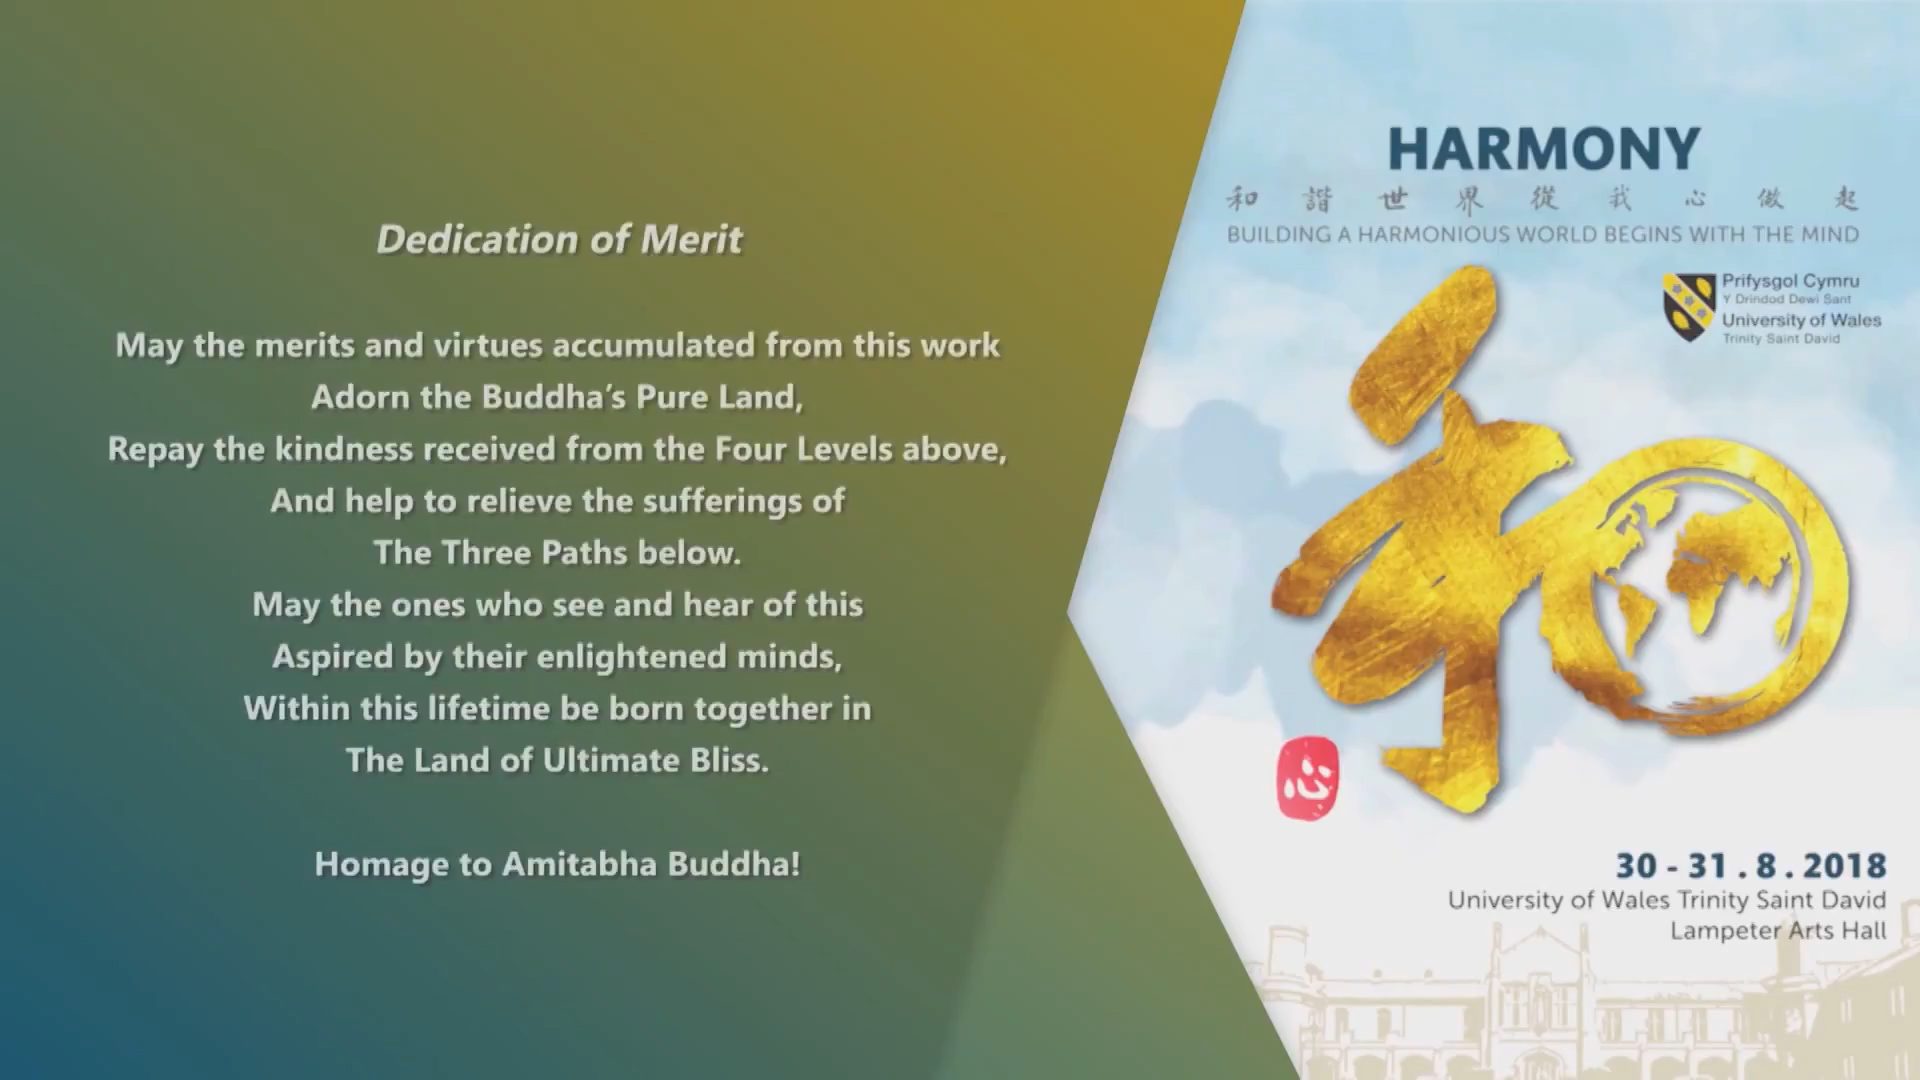 Dedication of Merit
May the merits and virtues accumulated from this work
Adorn the Buddha’s Pure Land,
Repay the kindness received from the Four Levels above,
And help to relieve the sufferings of
The Three Paths below.
May the ones who see and hear of this
Aspired by their enlightened minds,
Within this lifetime be born together in
The Land of Ultimate Bliss.
Homage to Amitabha Buddha!
HARMONY
和 諧 世 界 從 我 心 做 起
BUILDING A HARMONIOUS WORLD BEGINS WITH THE MIND
Prifysgol Cymru
Y Drindod Dewi Sant
University of Wales
Trinity Saint David
和
心
30 - 31 . 8 . 2018
University of Wales Trinity Saint David
Lampeter Arts Hall